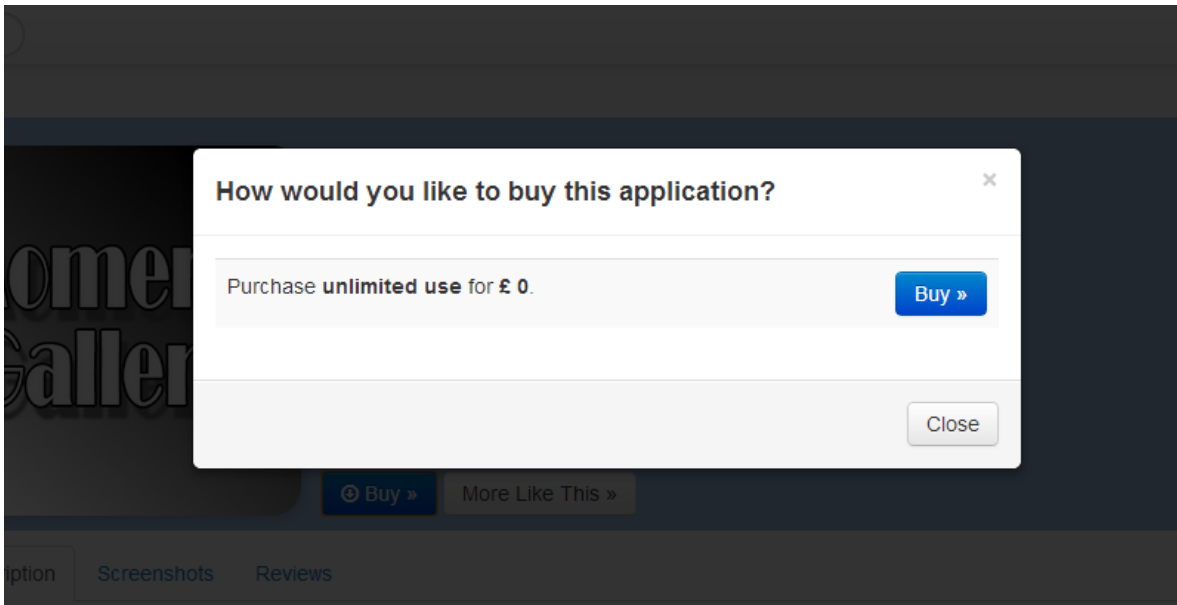 How would you like to buy this application?
×
Purchase unlimited use for £ 0.
Buy »
Close
Buy »
More Like This »
Screenshots
Reviews